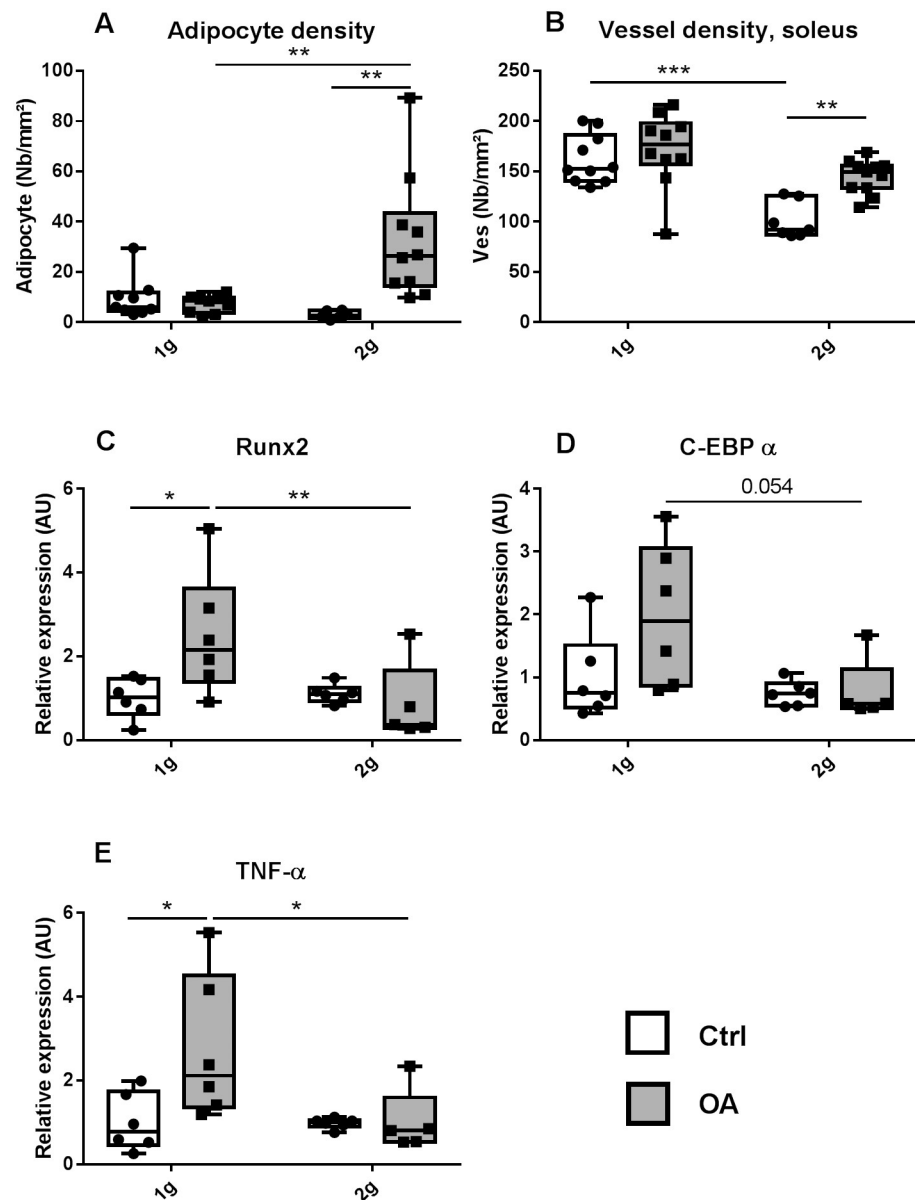 A
Adipocyte density
Adipocyte (Nb/mm²)
100
80
60
40
20
0
**
**
1g
2g
B
Vessel density, soleus
Ves (Nb/mm²)
250
200
150
100
50
0
***
**
1g
2g
C
Runx2
Relative expression (AU)
6
4
2
0
*
**
1g
2g
D
C-EBP α
Relative expression (AU)
4
3
2
1
0
0.054
1g
2g
E
TNF-α
Relative expression (AU)
6
4
2
0
*
*
1g
2g
Ctrl
OA